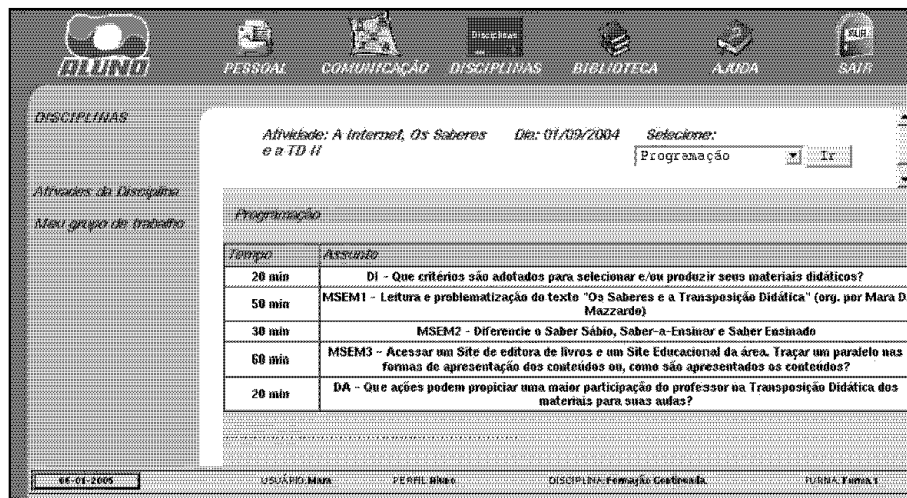 ALUNO
PESSOAL
COMUNICAÇÃO
DISCIPLINAS
BIBLIOTECA
AJUDA
SAIR
DISCIPLINAS
Atividade: A Internet, Os Saberes
e a TD II
Dia: 01/09/2004
Selecione:
Programação
Ir
Atividades da Disciplina
Meu grupo de trabalho
Programação
Tempo Assunto
20 min DI - Que critérios são adotados para selecionar e/ou produzir seus materiais didáticos?
50 min MSEM1 - Leitura e problematização do texto "Os Saberes e a Transposição Didática" (org. por Mara D
Mazzardo)
30 min MSEM2 - Diferencie o Saber Sábio, Saber-a-Ensinar e Saber Ensinado
60 min MSEM3 - Acessar um Site de editora de livros e um Site Educacional da área. Traçar um paralelo nas
formas de apresentação dos conteúdos ou, como são apresentados os conteúdos?
20 min DA - Que ações podem propiciar uma maior participação do professor na Transposição Didática dos
materiais para suas aulas?
06-01-2005 USUÁRIO: Mara PERFIL: Aluno DISCIPLINA: Formação Continuada. TURMA: Turma 1